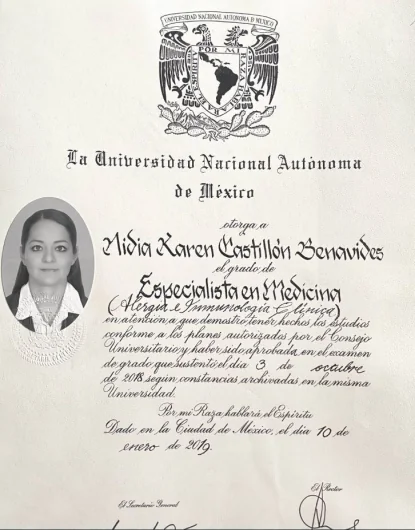 UNIVERSIDAD NACIONAL AUTÓNOMA D MÉXICO
POR MI RAZA HABLARÁ EL ESPIRITU
La Universidad Nacional Autónoma
de México
otorga a
Nidia Karen Castillón Benavides
el grado de
Especialista en Medicina
(Alergia e Inmunología Clínica)
en atención a que demostró tener hechos los estudios
conforme a los planes autorizados por el Consejo
Universitario y haber sido aprobada en el examen
de grado que sustentó el día 3 de octubre
de 2018 según constancias archivadas en la misma
Universidad.
Por mi Raza hablará el Espíritu
Dado en la Ciudad de México, el día 10 de
enero de 2019.
El Rector
El Secretario General